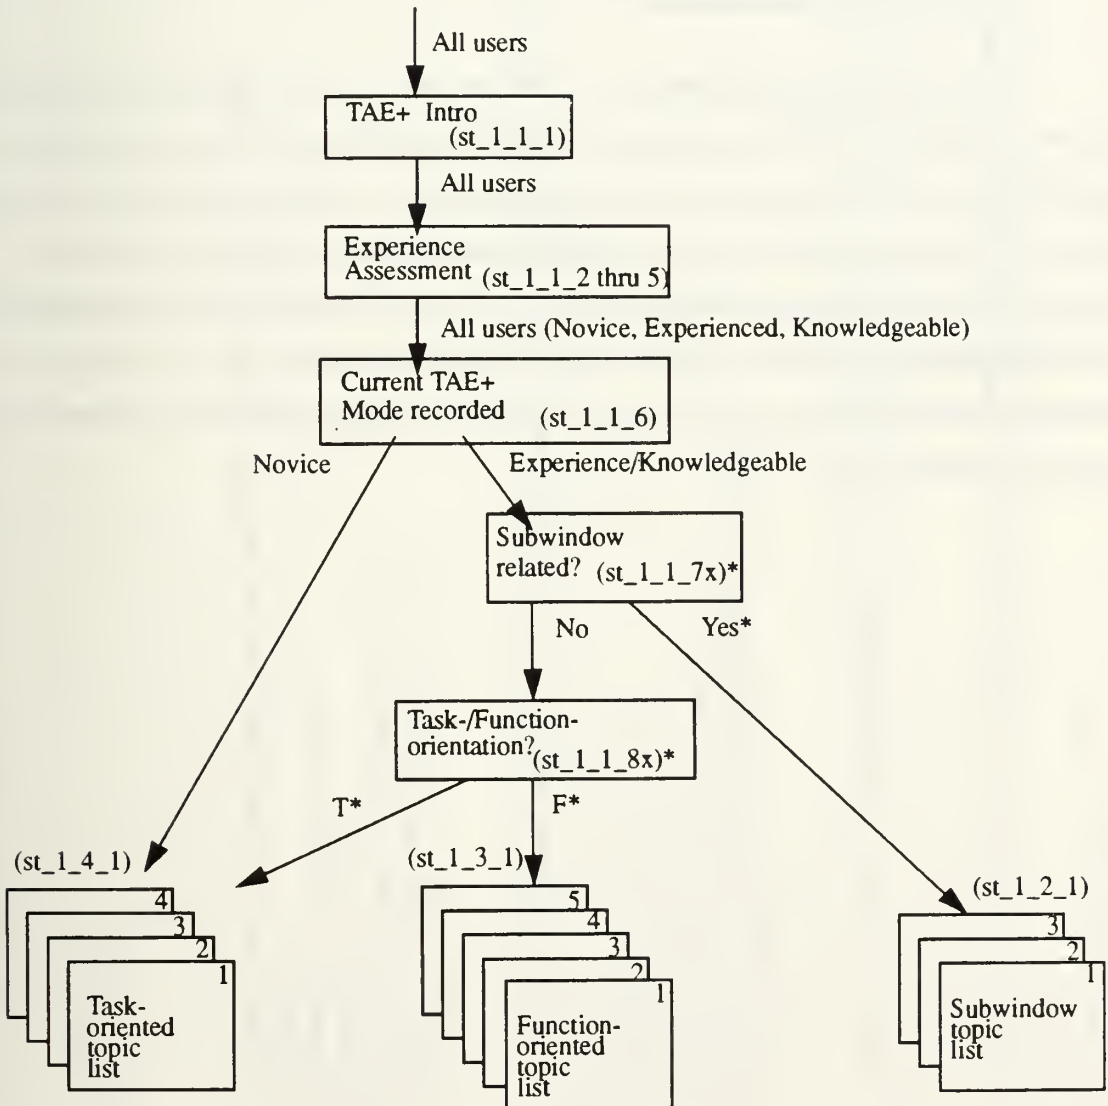 All users
TAE+ Intro
(st_1_1_1)
All users
Experience
Assessment (st_1_1_2 thru 5)
All users (Novice, Experienced, Knowledgeable)
Current TAE+
Mode recorded (st_1_1_6)
Novice
Experience/Knowledgeable
Subwindow
related? (st_1_1_7x)*
No
Yes*
Task-/Function-
orientation? (st_1_1_8x)*
T*
F*
(st_1_4_1)
4
3
2
1
Task-
oriented
topic
list
(st_1_3_1)
5
4
3
2
1
Function-
oriented
topic
list
(st_1_2_1)
3
2
1
Subwindow
topic
list